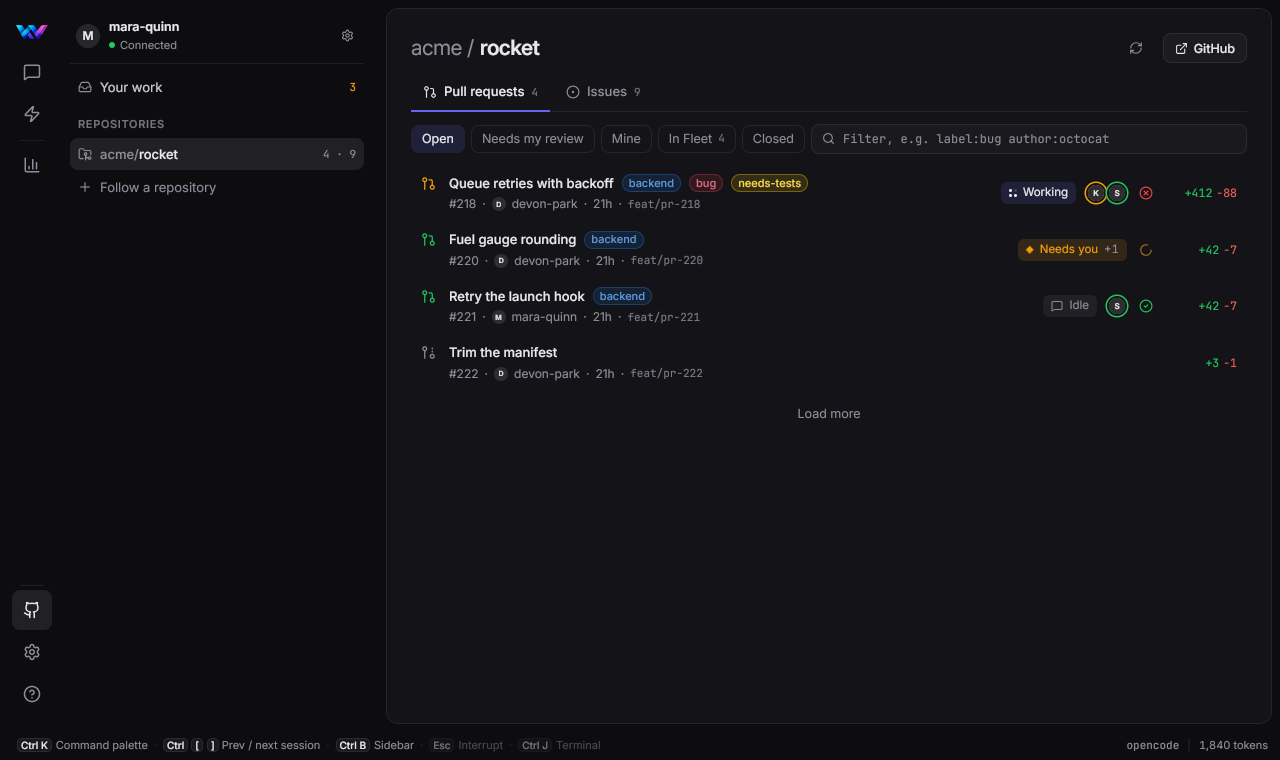 M mara-quinn
Connected
Your work 3
REPOSITORIES
acme/rocket 4 · 9
Follow a repository
acme / rocket
GitHub
Pull requests 4 Issues 9
Open Needs my review Mine In Fleet 4 Closed Filter, e.g. label:bug author:octocat
Queue retries with backoff backend bug needs-tests
#218 · D devon-park · 21h · feat/pr-218
Working K S +412 -88
Fuel gauge rounding backend
#220 · D devon-park · 21h · feat/pr-220
Needs you +1 +42 -7
Retry the launch hook backend
#221 · M mara-quinn · 21h · feat/pr-221
Idle S +42 -7
Trim the manifest
#222 · D devon-park · 21h · feat/pr-222
+3 -1
Load more
Ctrl K Command palette · Ctrl [ ] Prev / next session · Ctrl B Sidebar · Esc Interrupt · Ctrl J Terminal
opencode 1,840 tokens